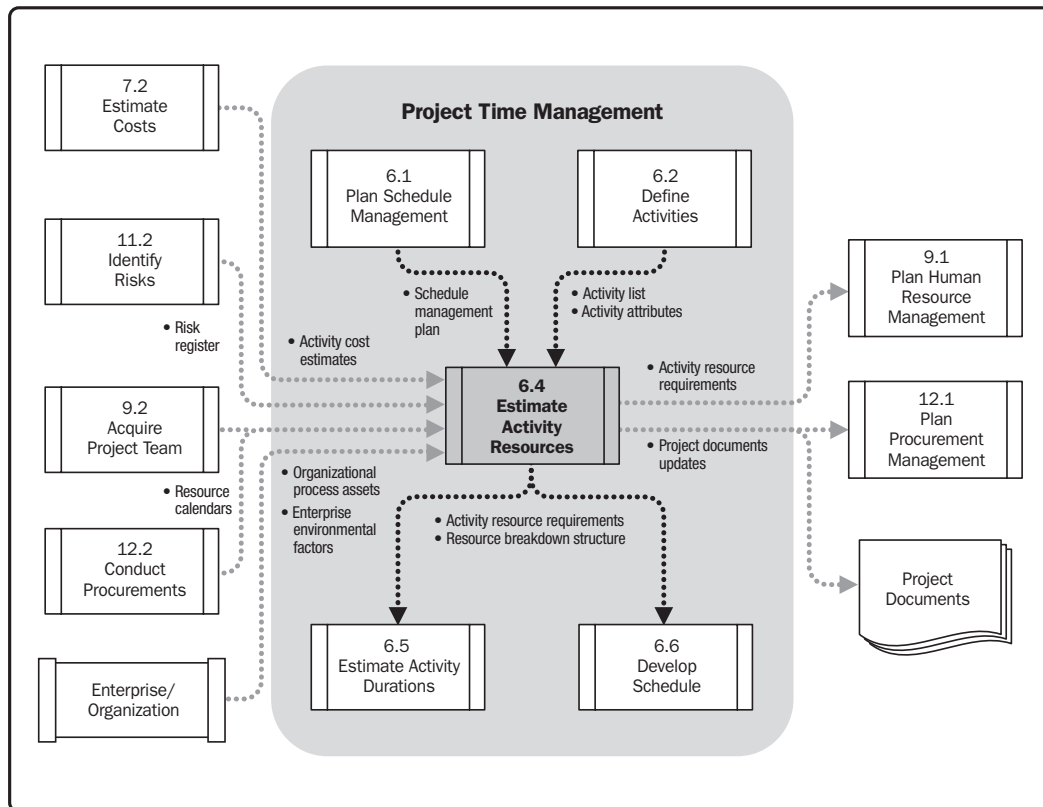 Project Time Management
7.2
Estimate
Costs
11.2
Identify
Risks
• Risk
register
9.2
Acquire
Project Team
• Resource
calendars
12.2
Conduct
Procurements
Enterprise/
Organization
6.1
Plan Schedule
Management
6.2
Define
Activities
• Schedule
management
plan
• Activity list
• Activity attributes
• Activity cost
estimates
6.4
Estimate
Activity
Resources
• Organizational
process assets
• Enterprise
environmental
factors
• Activity resource requirements
• Resource breakdown structure
6.5
Estimate Activity
Durations
6.6
Develop
Schedule
• Activity resource
requirements
• Project documents
updates
9.1
Plan Human
Resource
Management
12.1
Plan
Procurement
Management
Project
Documents